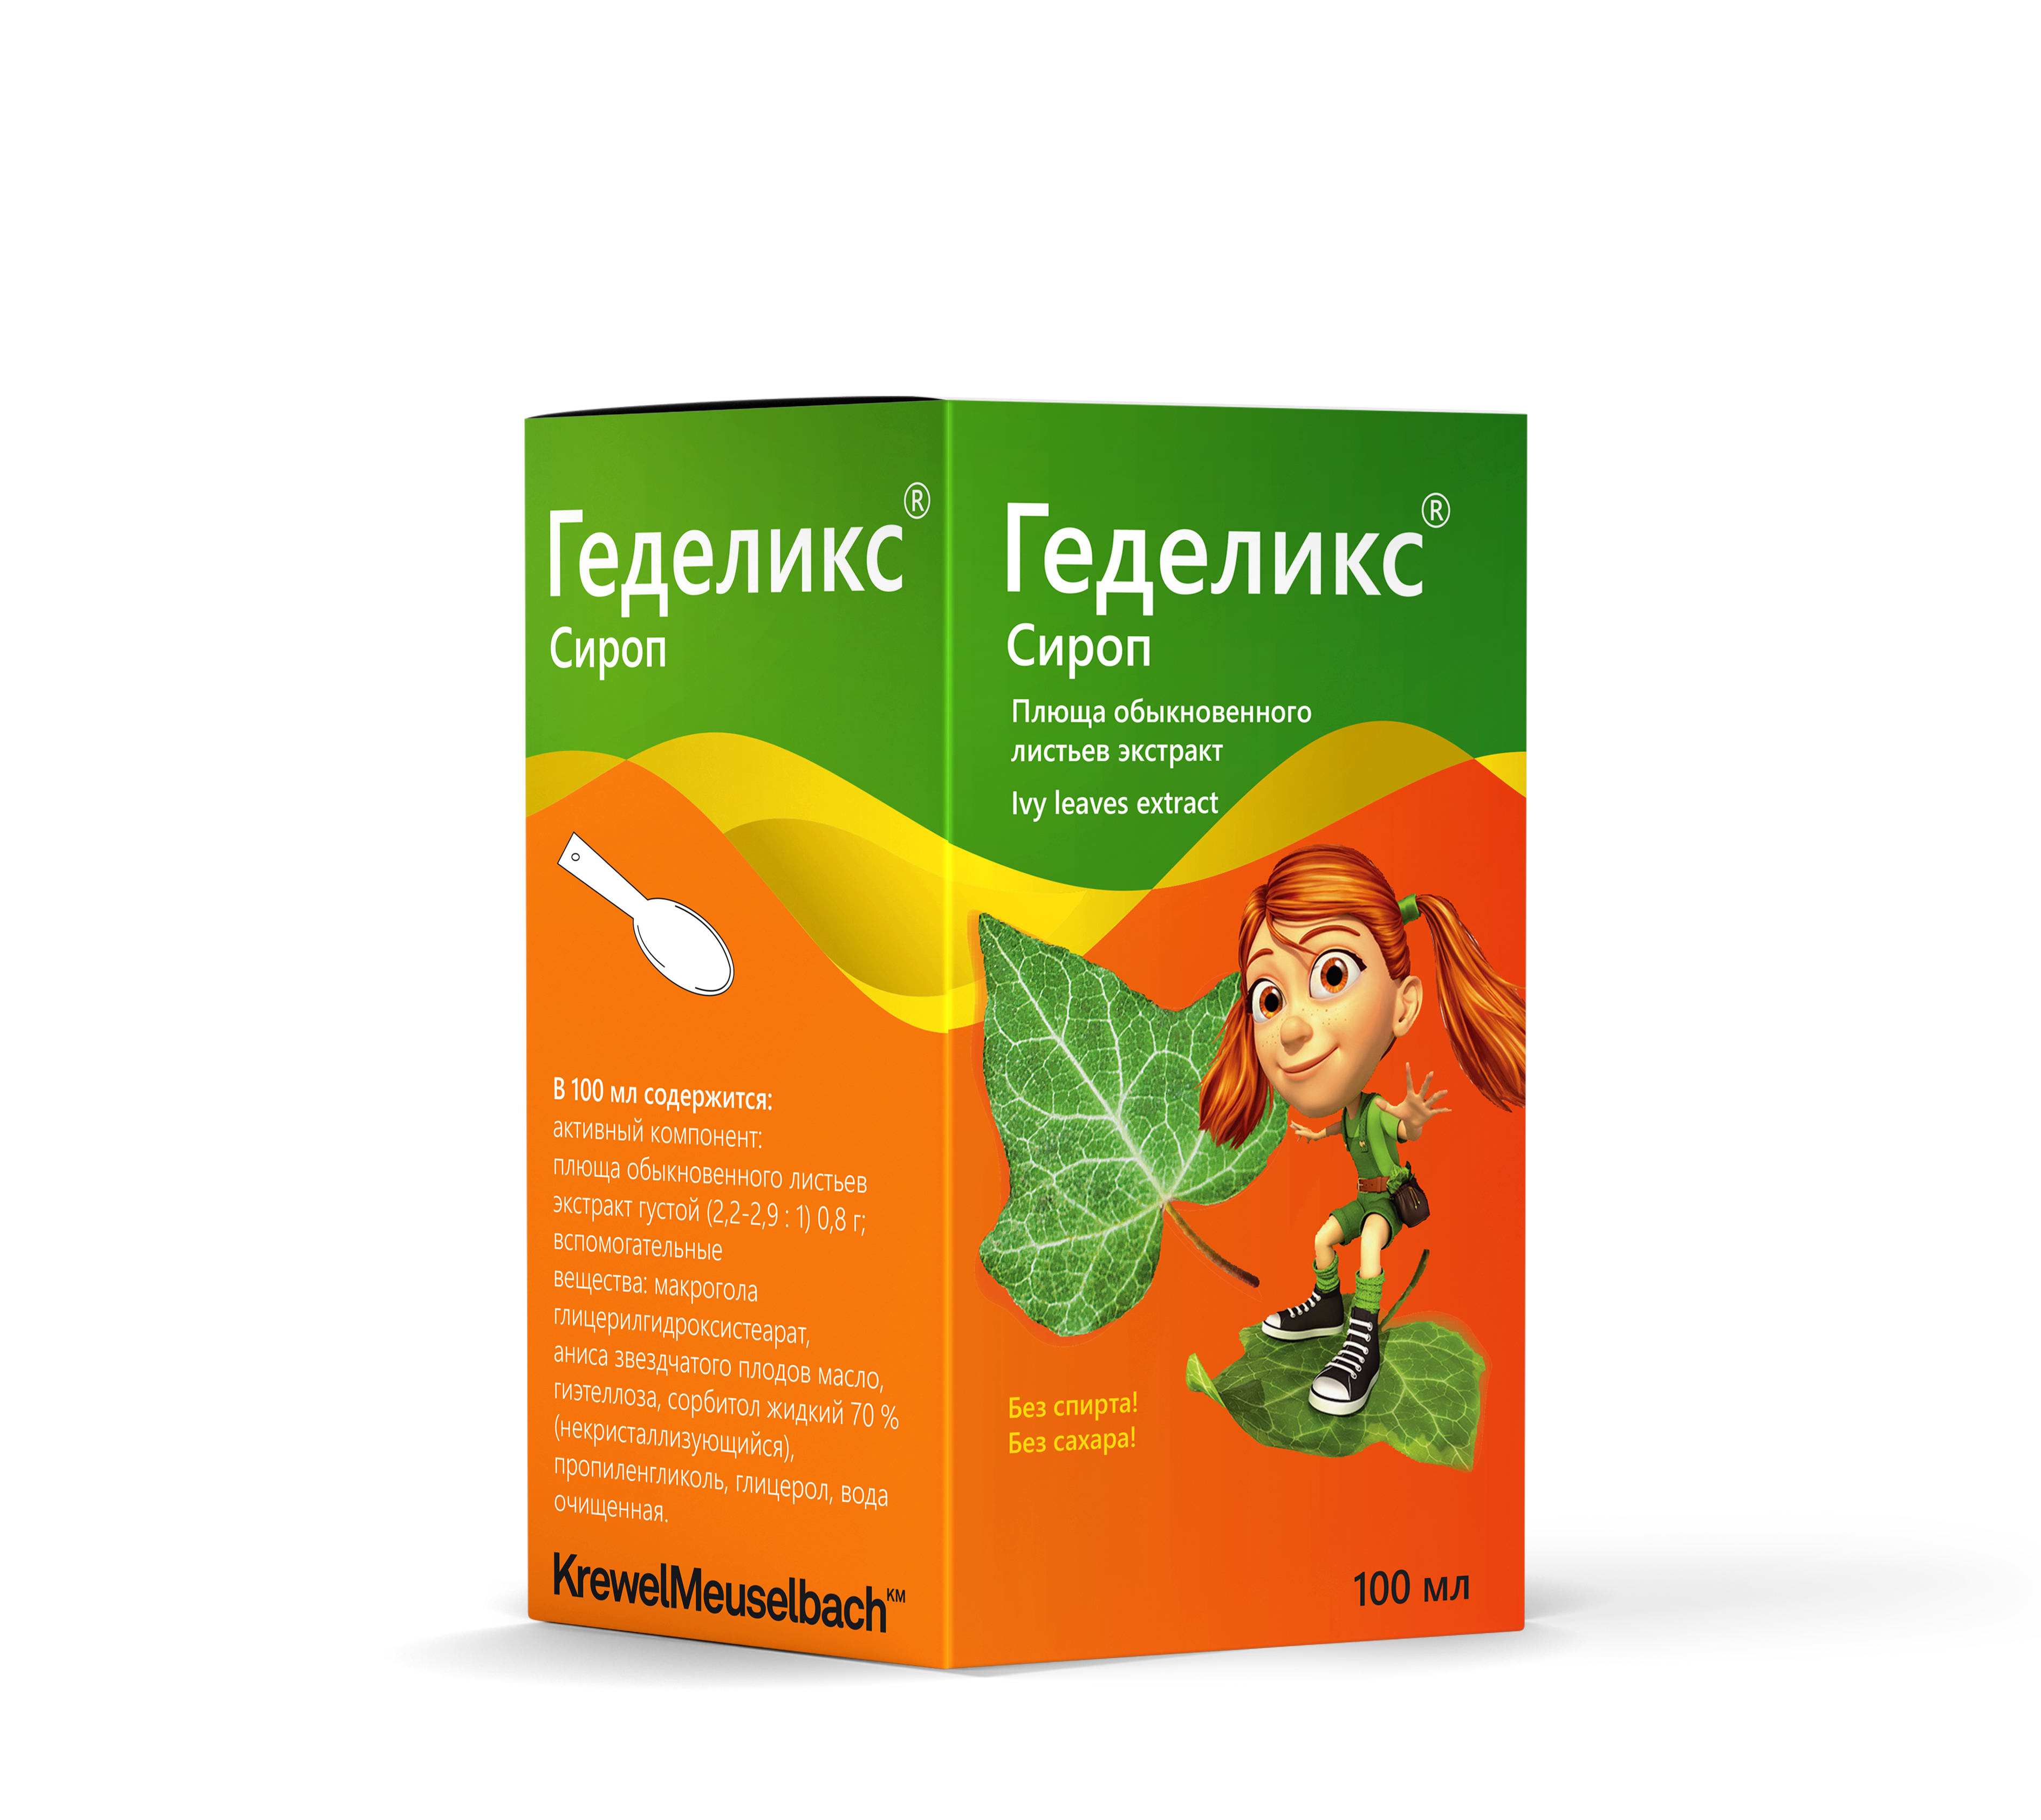 Геделикс®
Сироп
В 100 мл содержится:
активный компонент:
плюща обыкновенного листьев
экстракт густой (2,2-2,9 : 1) 0,8 г;
вспомогательные
вещества: макрогола
глицерилгидроксистеарат,
аниса звездчатого плодов масло,
гиэтеллоза, сорбитол жидкий 70 %
(некристаллизующийся),
пропиленгликоль, глицерол, вода
очищенная.
KrewelMeuselbach KM
Геделикс®
Сироп
Плюща обыкновенного
листьев экстракт
Ivy leaves extract
Без спирта!
Без сахара!
100 мл